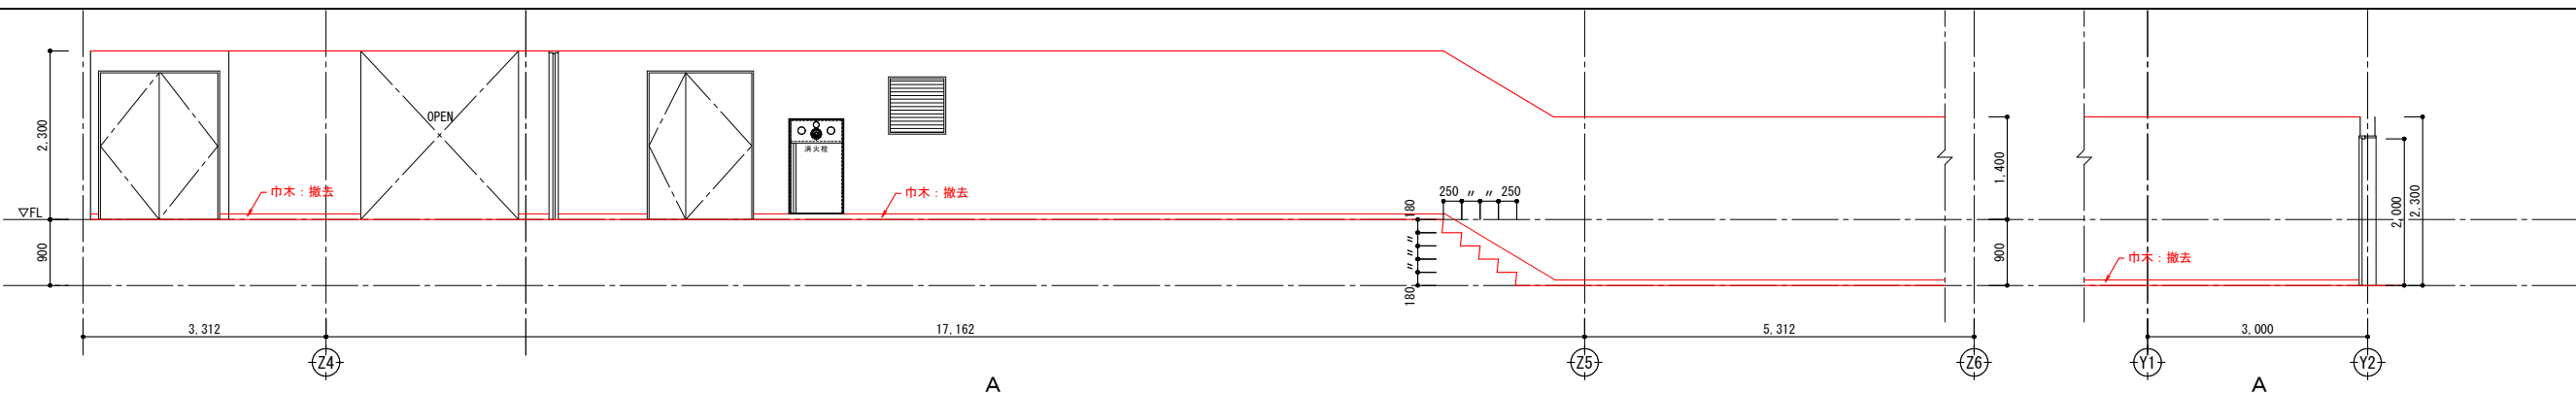 2,300
900
▽FL
巾木：撤去
OPEN
消火栓
巾木：撤去
250 〃 〃 250
180
〃
〃
〃
180
1,400
900
巾木：撤去
2,000
2,300
3,312
17,162
5,312
3,000
Z4
Z5
Z6
Y1
Y2
A
A